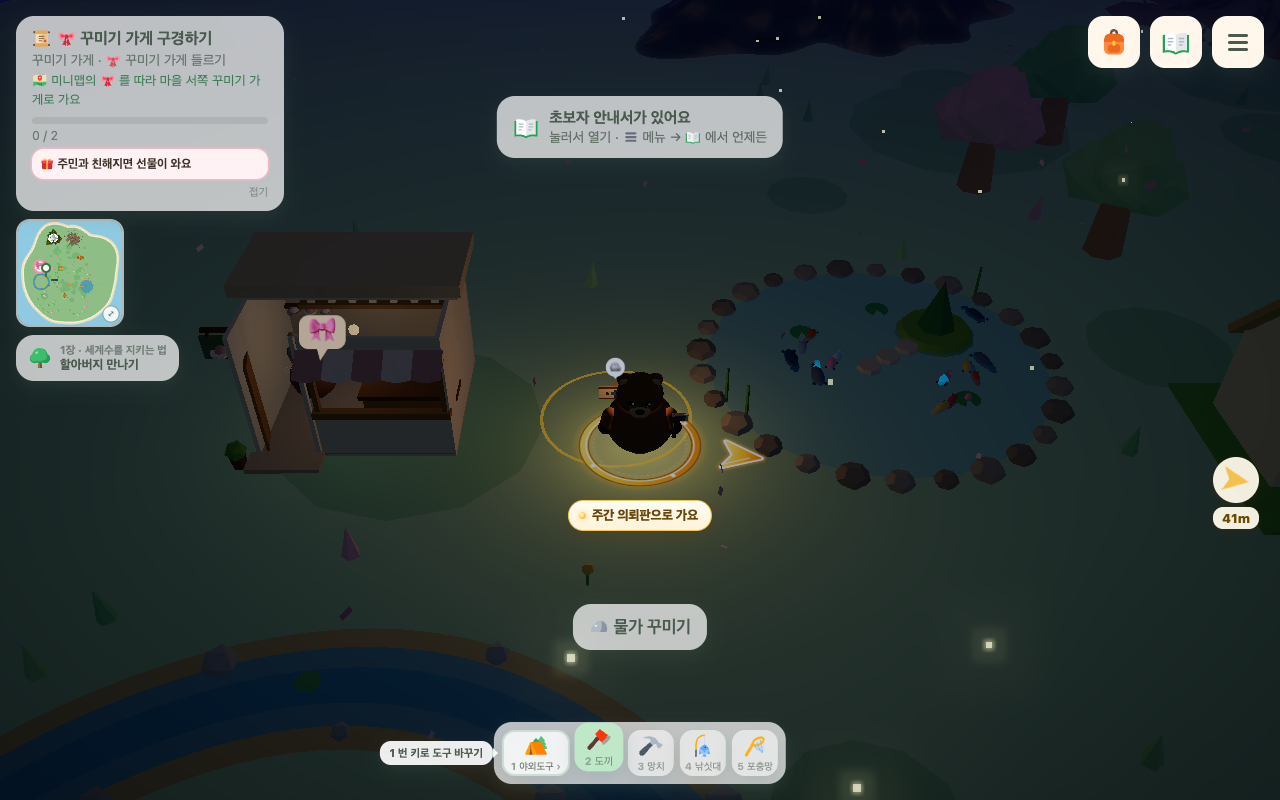 꾸미기 가게 구경하기
꾸미기 가게 · 꾸미기 가게 들르기
미니맵의 를 따라 마을 서쪽 꾸미기 가
게로 가요
0 / 2
주민과 친해지면 선물이 와요
접기
1장 · 세계수를 지키는 법
할아버지 만나기
초보자 안내서가 있어요
눌러서 열기 · 메뉴 → 에서 언제든
주간 의뢰판으로 가요
41m
물가 꾸미기
1 번 키로 도구 바꾸기
1 야외도구 ›
2 도끼
3 망치
4 낚싯대
5 포충망